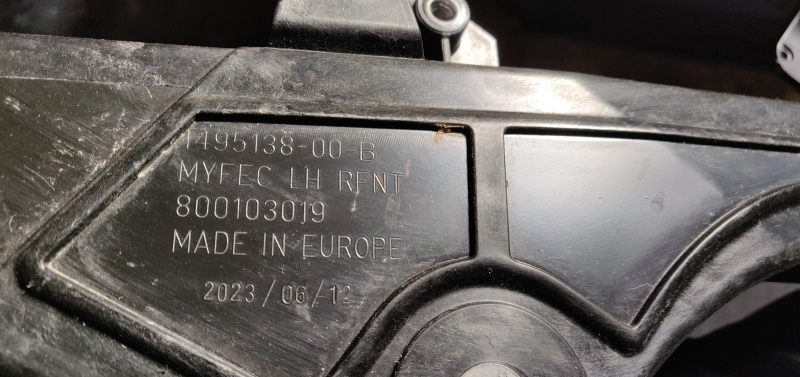 1495138-00-B
MYFEC LH RFNT
800103019
MADE IN EUROPE
2023/06/12